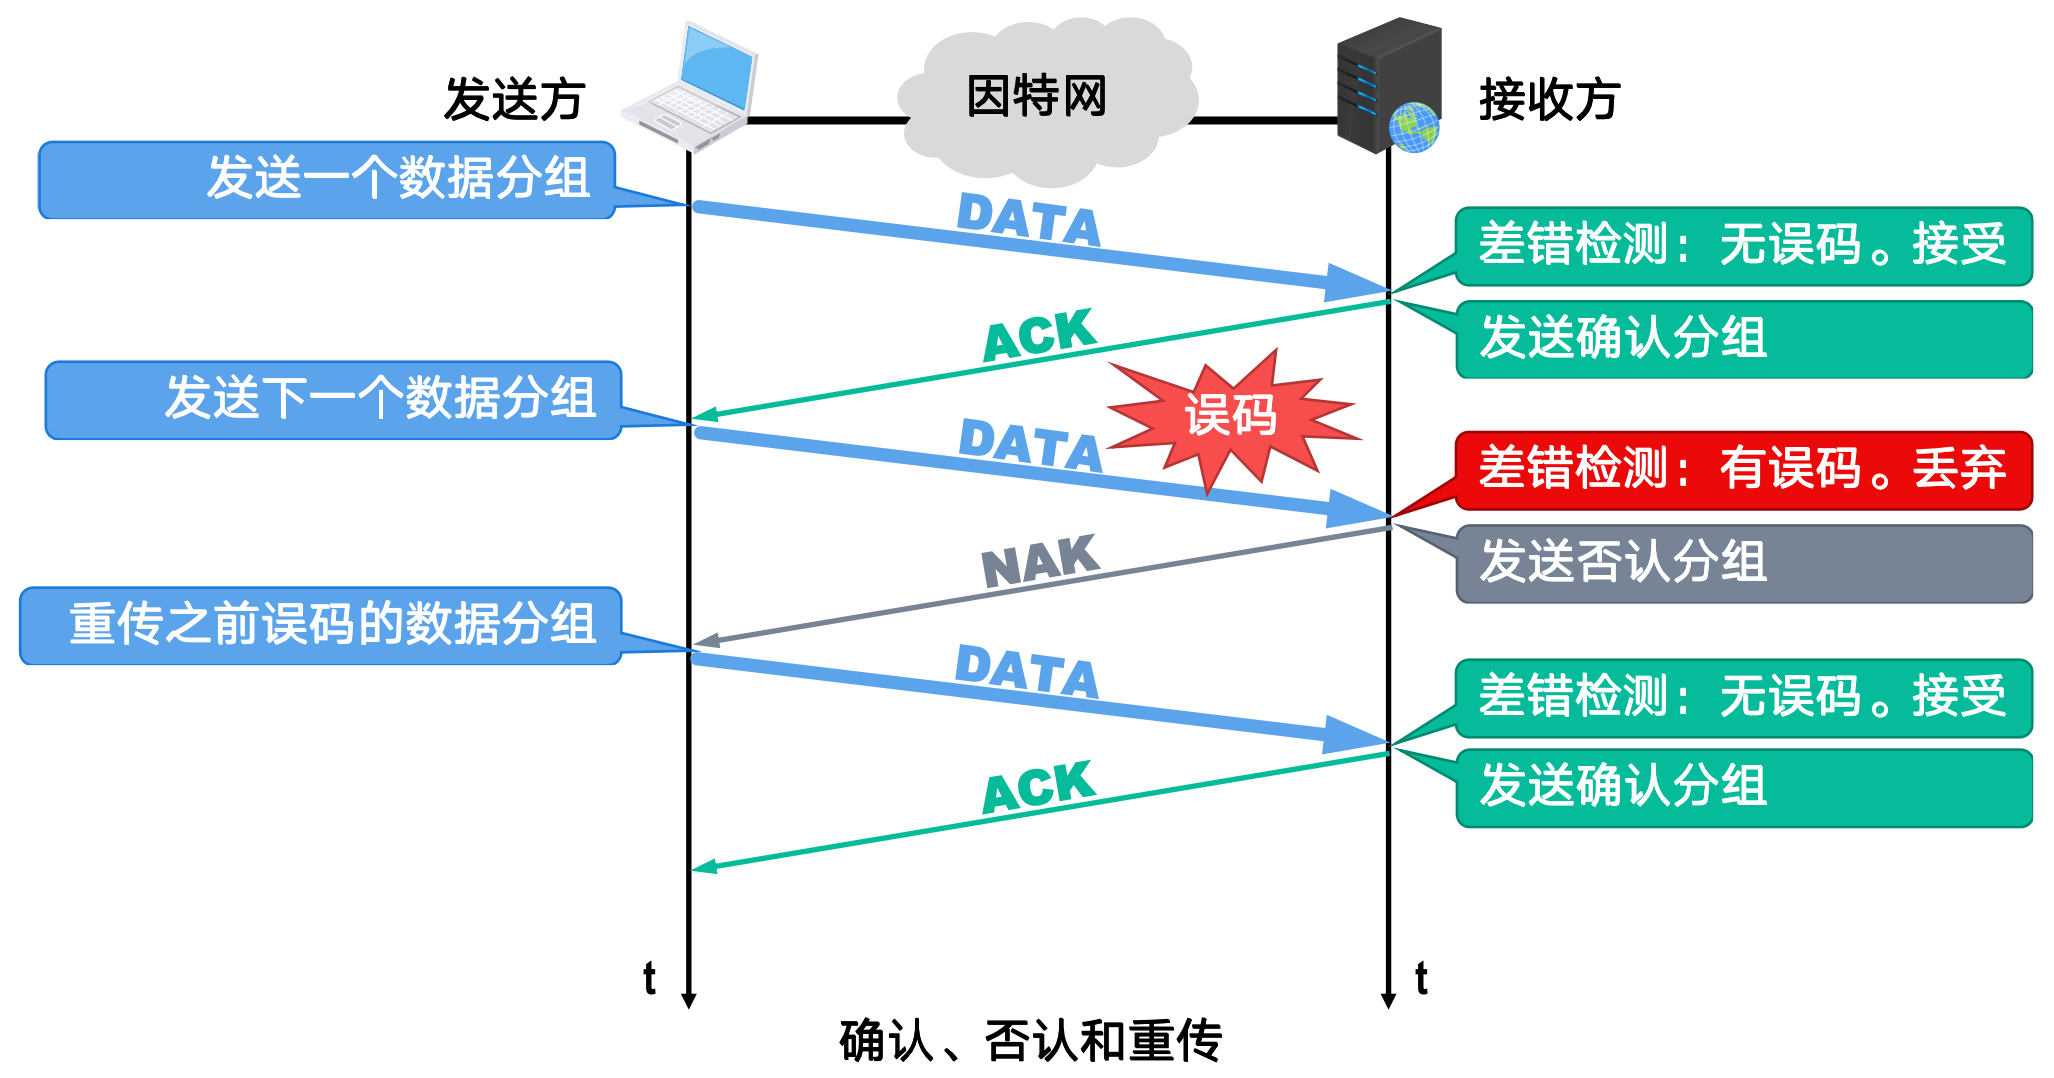 发送方
因特网
接收方
发送一个数据分组
DATA
差错检测：无误码。接受
ACK
发送确认分组
发送下一个数据分组
误码
DATA
差错检测：有误码。丢弃
NAK
发送否认分组
重传之前误码的数据分组
DATA
差错检测：无误码。接受
ACK
发送确认分组
t
t
确认、否认和重传